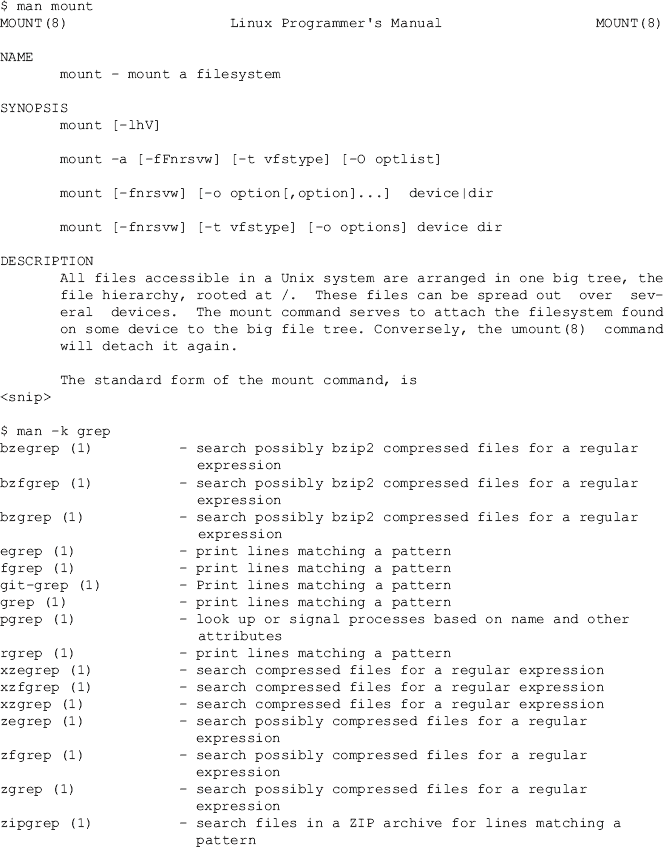 $ man mount
MOUNT(8)                   Linux Programmer's Manual                  MOUNT(8)
NAME
       mount - mount a filesystem
SYNOPSIS
       mount [-lhV]
       mount -a [-fFnrsvw] [-t vfstype] [-O optlist]
       mount [-fnrsvw] [-o option[,option]...]  device|dir
       mount [-fnrsvw] [-t vfstype] [-o options] device dir
DESCRIPTION
       All files accessible in a Unix system are arranged in one big tree, the
       file hierarchy, rooted at /.  These files can be spread out  over  sev-
       eral  devices.  The mount command serves to attach the filesystem found
       on some device to the big file tree. Conversely, the umount(8)  command
       will detach it again.
       The standard form of the mount command, is
<snip>
$ man -k grep
bzegrep (1)          - search possibly bzip2 compressed files for a regular
                       expression
bzfgrep (1)          - search possibly bzip2 compressed files for a regular
                       expression
bzgrep (1)           - search possibly bzip2 compressed files for a regular
                       expression
egrep (1)            - print lines matching a pattern
fgrep (1)            - print lines matching a pattern
git-grep (1)         - Print lines matching a pattern
grep (1)             - print lines matching a pattern
pgrep (1)            - look up or signal processes based on name and other
                       attributes
rgrep (1)            - print lines matching a pattern
xzegrep (1)          - search compressed files for a regular expression
xzfgrep (1)          - search compressed files for a regular expression
xzgrep (1)           - search compressed files for a regular expression
zegrep (1)           - search possibly compressed files for a regular
                       expression
zfgrep (1)           - search possibly compressed files for a regular
                       expression
zgrep (1)            - search possibly compressed files for a regular
                       expression
zipgrep (1)          - search files in a ZIP archive for lines matching a
                       pattern